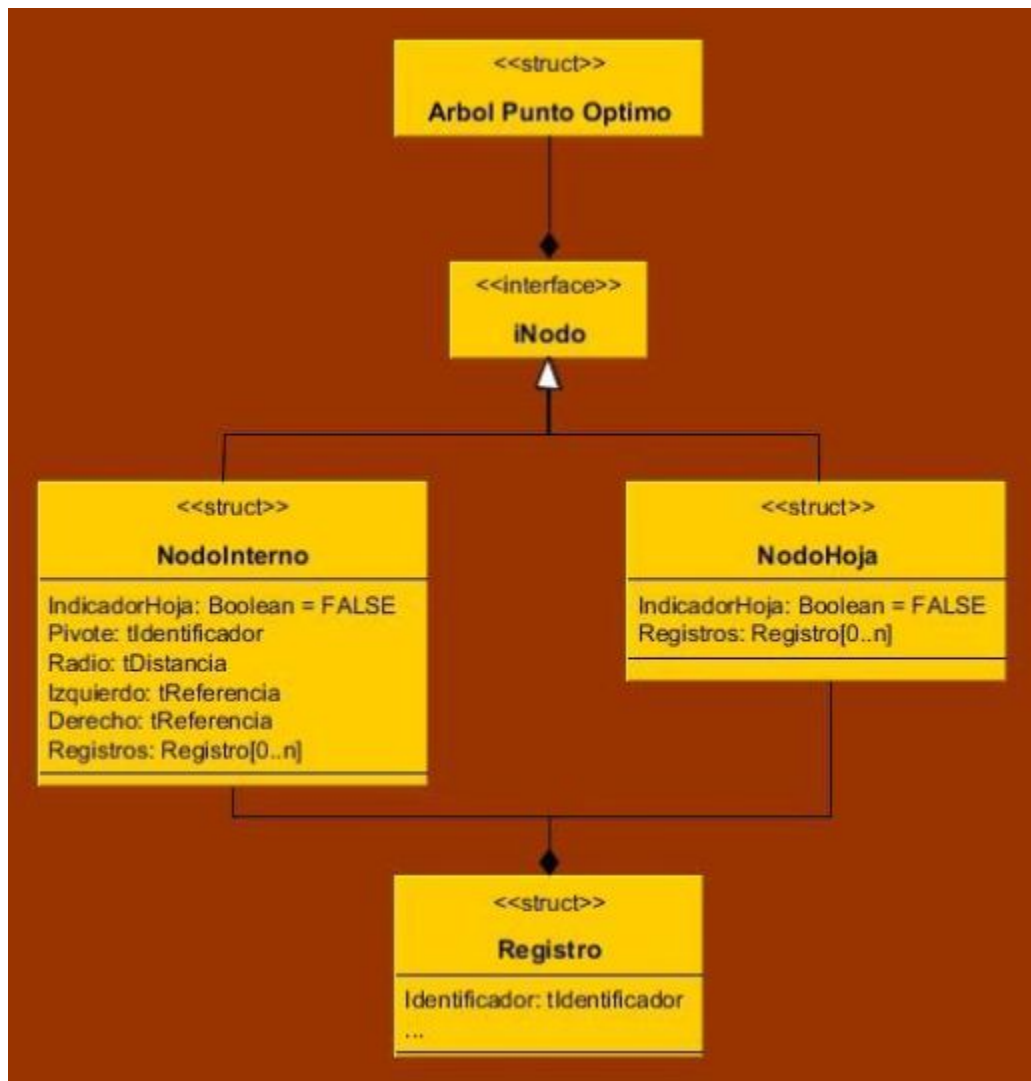 <<struct>>
Arbol Punto Optimo
<<interface>>
iNodo
<<struct>>
NodoInterno
IndicadorHoja: Boolean = FALSE
Pivote: tIdentificador
Radio: tDistancia
Izquierdo: tReferencia
Derecho: tReferencia
Registros: Registro[0..n]
<<struct>>
NodoHoja
IndicadorHoja: Boolean = FALSE
Registros: Registro[0..n]
<<struct>>
Registro
Identificador: tIdentificador
...